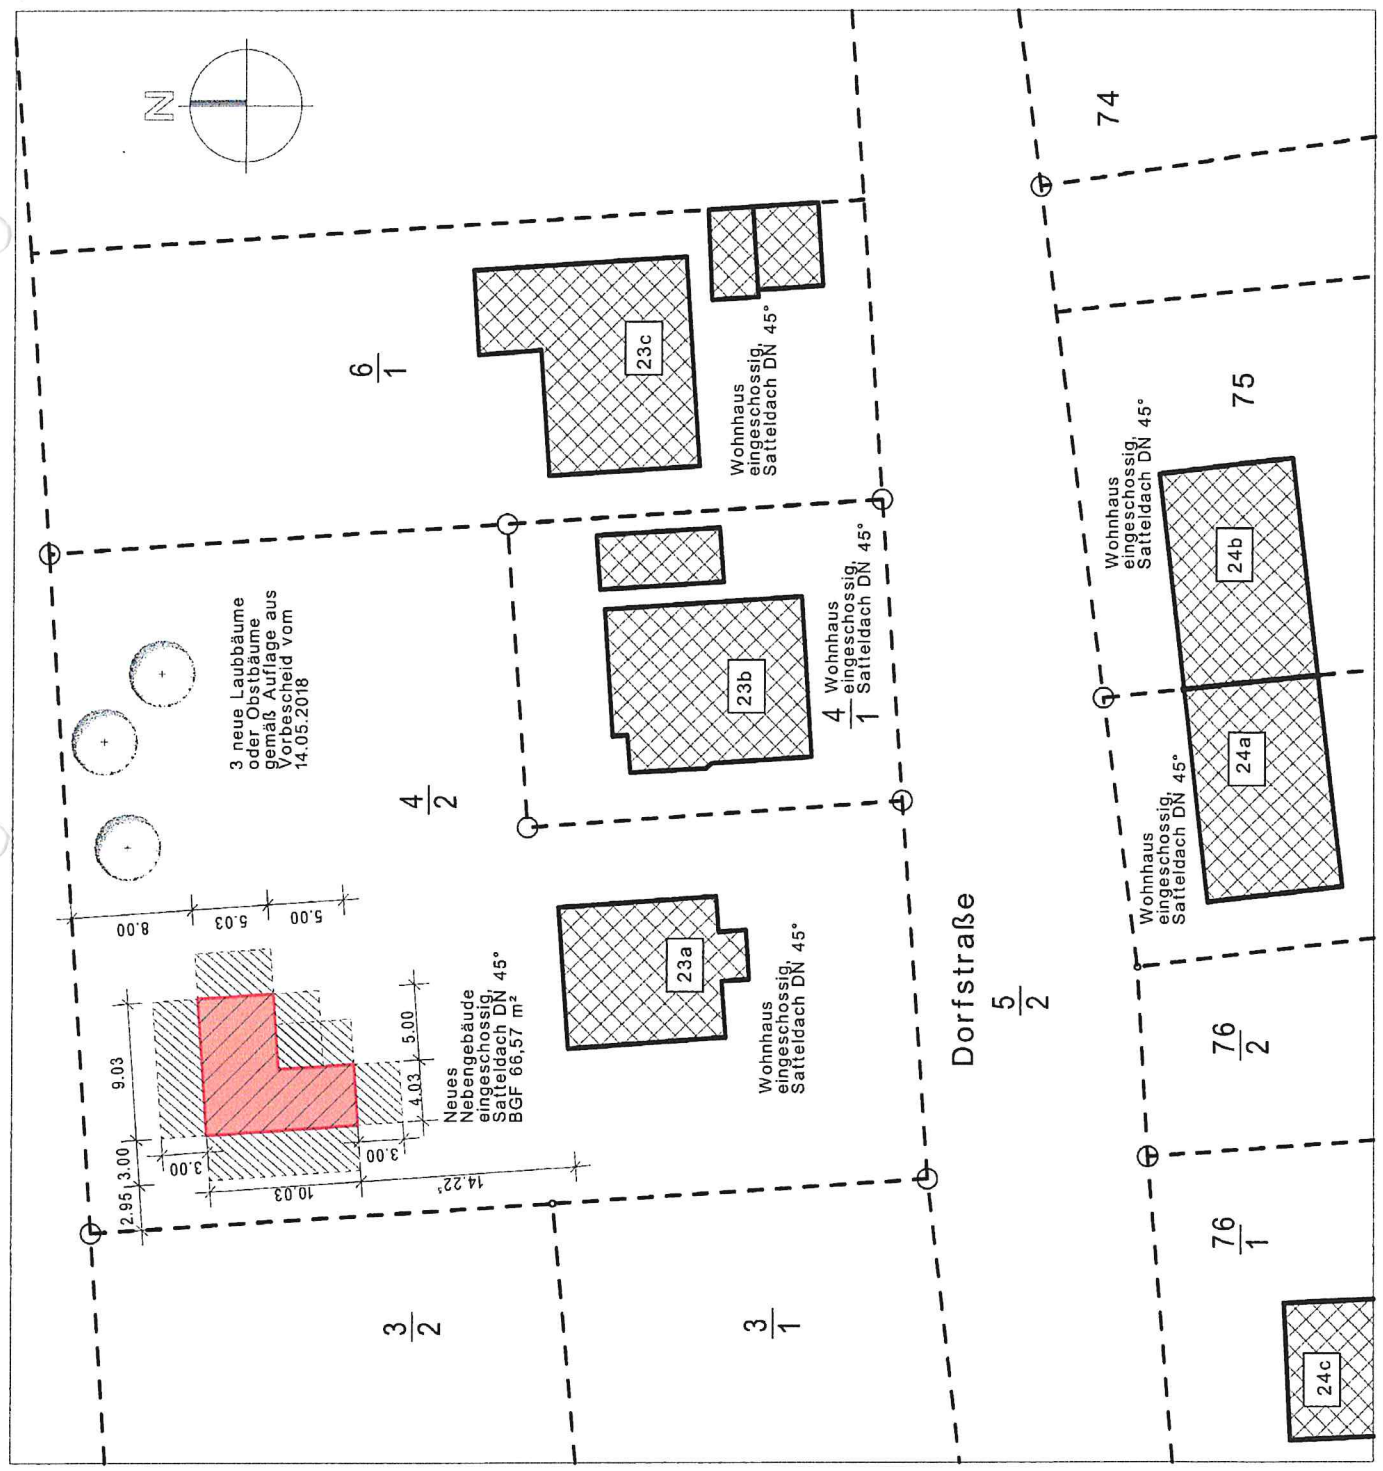 N
6
1
23c
Wohnhaus
eingeschossig,
Satteldach DN 45°
74
75
3 neue Laubbäume
oder Obstbäume
gemäß Auflage aus
Vorbescheid vom
14.05.2018
4
2
23b
4
1
Wohnhaus
eingeschossig,
Satteldach DN 45°
Wohnhaus
eingeschossig,
Satteldach DN 45°
24b
24a
Wohnhaus
eingeschossig,
Satteldach DN 45°
8.00
5.03
5.00
9.03
3.00
2.95
3.00
10.03
14.22⁵
3.00
4.03
5.00
Neues
Nebengebäude
eingeschossig,
Satteldach DN 45°
BGF 66,57 m²
23a
Wohnhaus
eingeschossig,
Satteldach DN 45°
Dorfstraße
5
2
76
2
76
1
3
2
3
1
24c